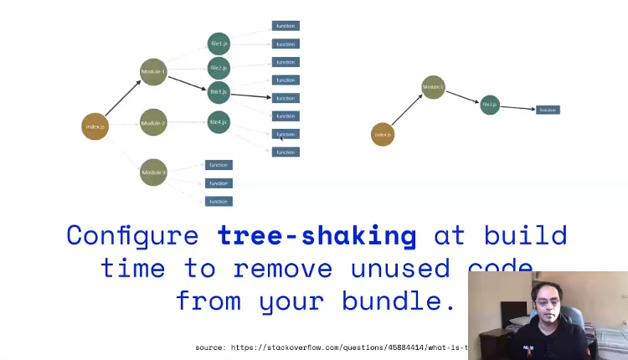 function
file1.js
function
Module 1
file2.js
function
function
file3.js
function
function
index.js
Module 2
file4.js
function
function
Module 3
function
function
function
Module 1
file3.js
function
index.js
Configure tree-shaking at build
time to remove unused code
from your bundle.
source: https://stackoverflow.com/questions/45884414/what-is-t